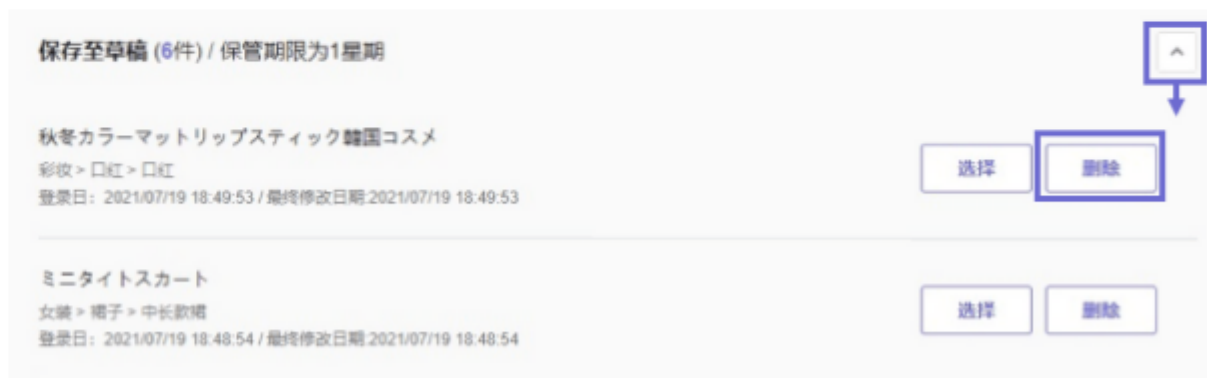 保存至草稿 (6件) / 保管期限为1星期
秋冬カラーマットリップスティック韓国コスメ
彩妆 > 口红 > 口红
选择 删除
登录日：2021/07/19 18:49:53 / 最终修改日期:2021/07/19 18:49:53
ミニタイトスカート
女装 > 裙子 > 中长款裙
选择 删除
登录日：2021/07/19 18:48:54 / 最终修改日期:2021/07/19 18:48:54